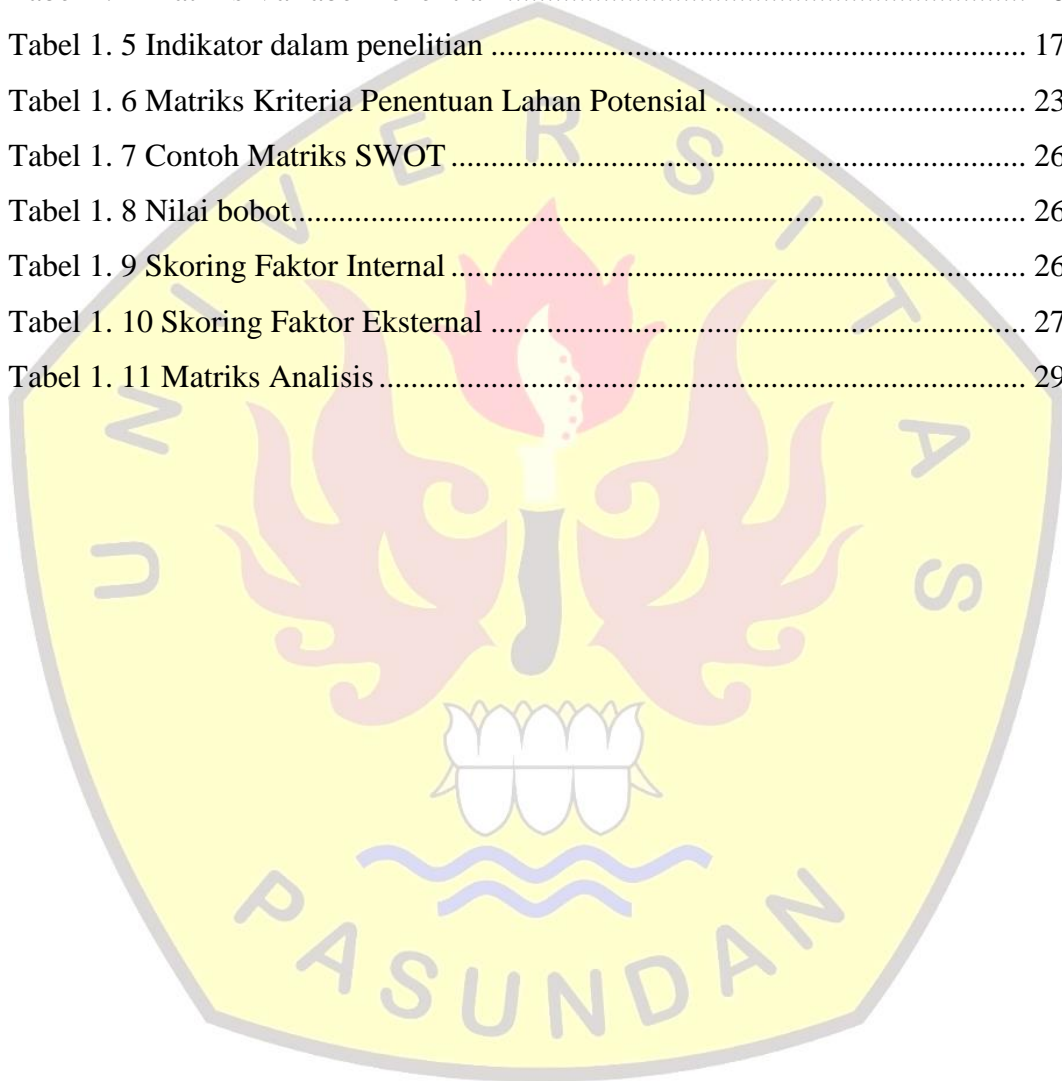 Tabel 1. 5 Indikator dalam penelitian ........................................................................... 17
Tabel 1. 6 Matriks Kriteria Penentuan Lahan Potensial ............................................ 23
Tabel 1. 7 Contoh Matriks SWOT ................................................................................ 26
Tabel 1. 8 Nilai bobot....................................................................................................... 26
Tabel 1. 9 Skoring Faktor Internal ................................................................................ 26
Tabel 1. 10 Skoring Faktor Eksternal ........................................................................... 27
Tabel 1. 11 Matriks Analisis ........................................................................................... 29
UNIVERSITAS
PASUNDAN